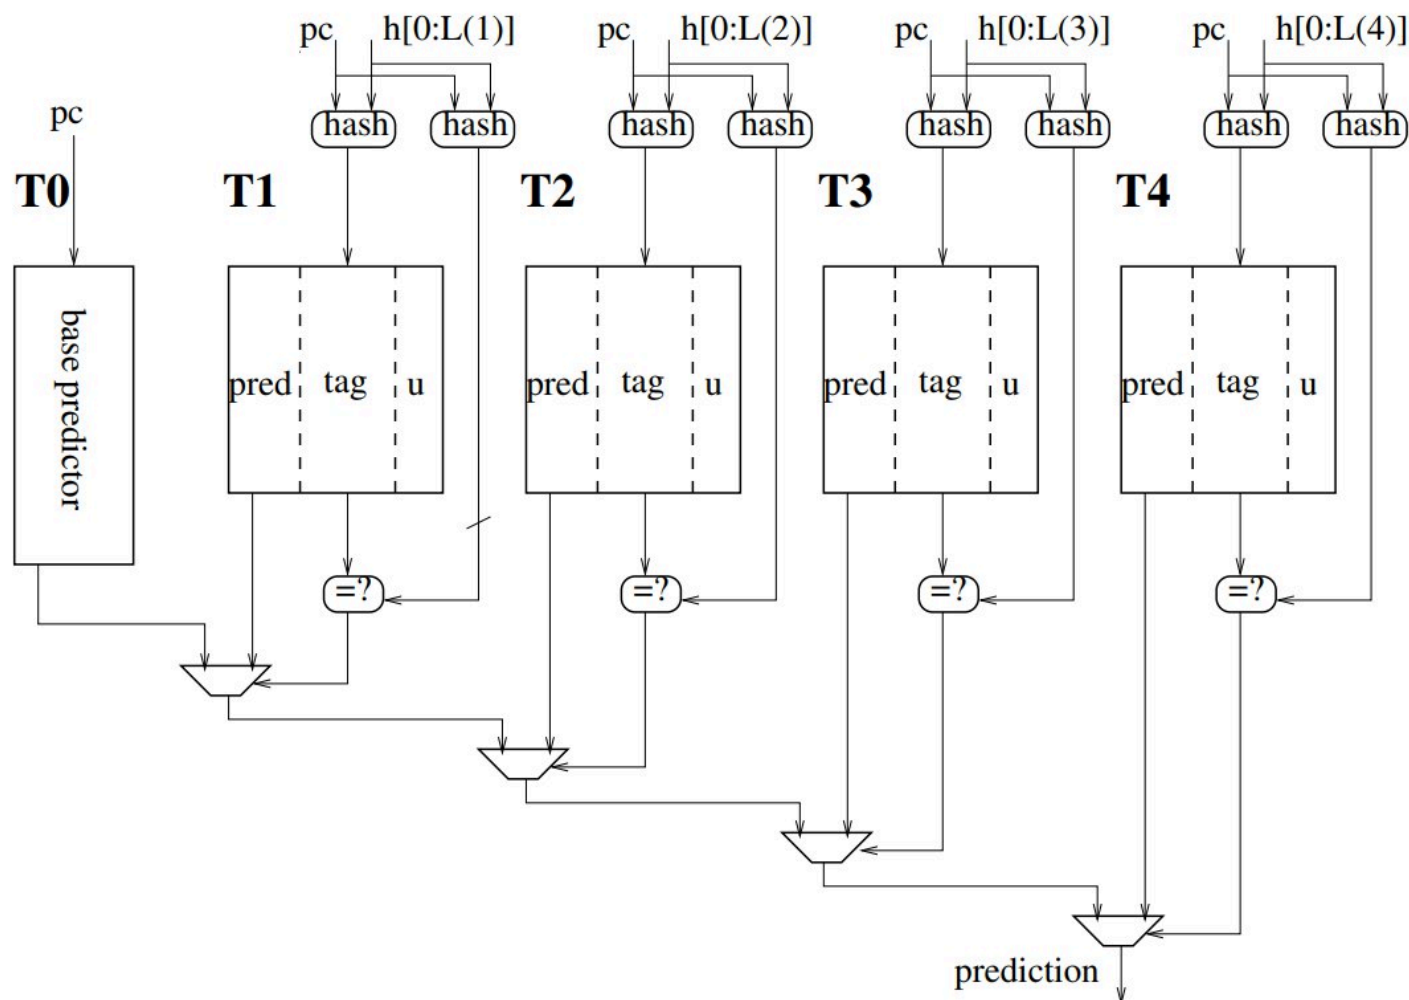 pc h[0:L(1)] pc h[0:L(2)] pc h[0:L(3)] pc h[0:L(4)]
pc hash hash hash hash hash hash hash hash
T0 T1 T2 T3 T4
base predictor
pred tag u pred tag u pred tag u pred tag u
=? =? =? =?
prediction